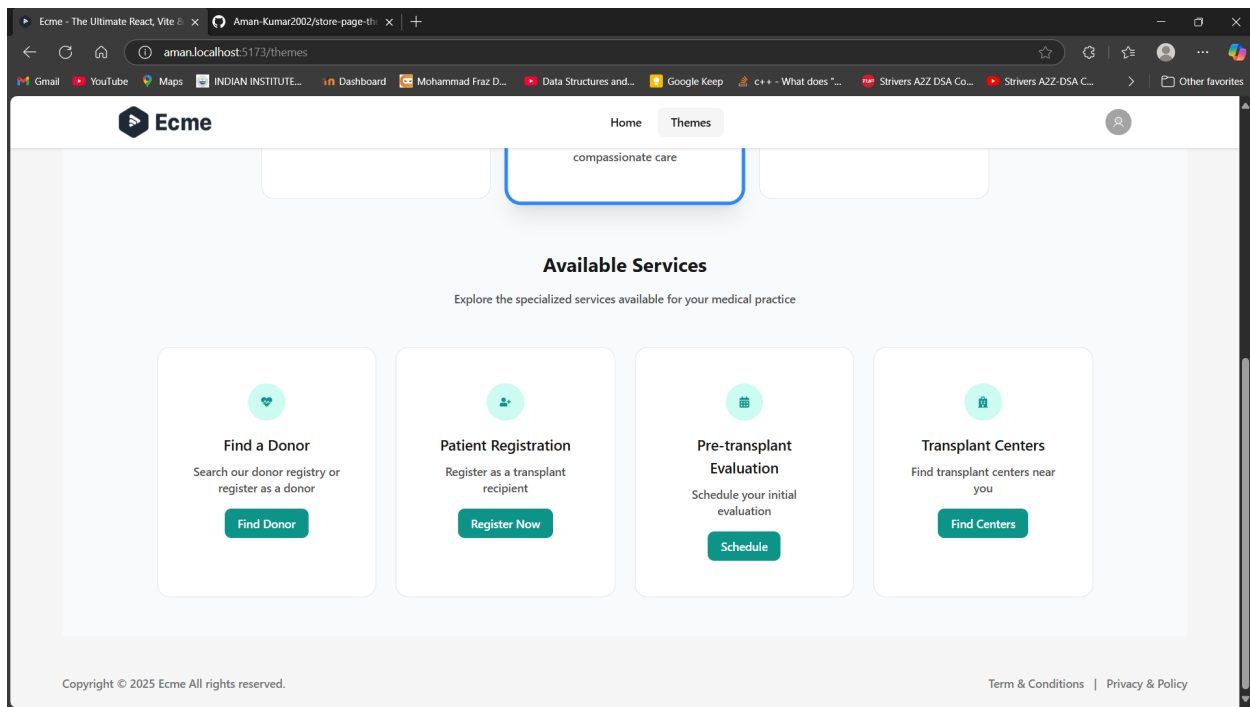 Ecme - The Ultimate React, Vite &
Aman-Kumar2002/store-page-th
aman.localhost:5173/themes
Gmail
YouTube
Maps
INDIAN INSTITUTE...
Dashboard
Mohammad Fraz D...
Data Structures and...
Google Keep
c++ - What does "...
Strivers A2Z DSA Co...
Strivers A2Z-DSA C...
Other favorites
Ecme
Home
Themes
compassionate care
Available Services
Explore the specialized services available for your medical practice
Find a Donor
Search our donor registry or
register as a donor
Find Donor
Patient Registration
Register as a transplant
recipient
Register Now
Pre-transplant
Evaluation
Schedule your initial
evaluation
Schedule
Transplant Centers
Find transplant centers near
you
Find Centers
Copyright © 2025 Ecme All rights reserved.
Term & Conditions | Privacy & Policy